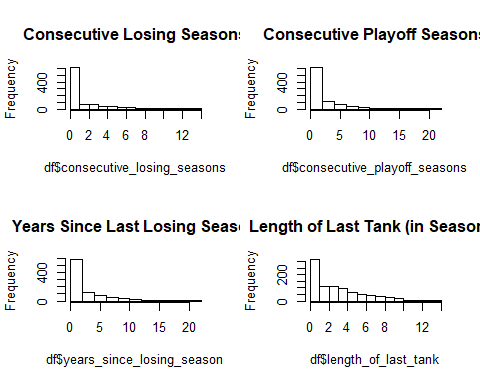 Consecutive Losing Seasons
Frequency
0 400
0 2 4 6 8 12
df$consecutive_losing_seasons
Consecutive Playoff Seasons
Frequency
0 400
0 5 10 15 20
df$consecutive_playoff_seasons
Years Since Last Losing Seas
Frequency
0 400
0 5 10 15 20
df$years_since_losing_season
Length of Last Tank (in Season
Frequency
0 200
0 2 4 6 8 12
df$length_of_last_tank